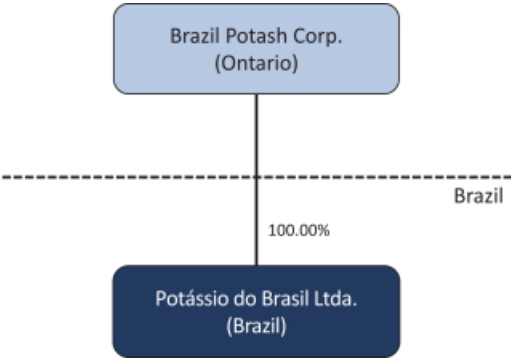 Brazil Potash Corp.
(Ontario)
Brazil
100.00%
Potássio do Brasil Ltda.
(Brazil)